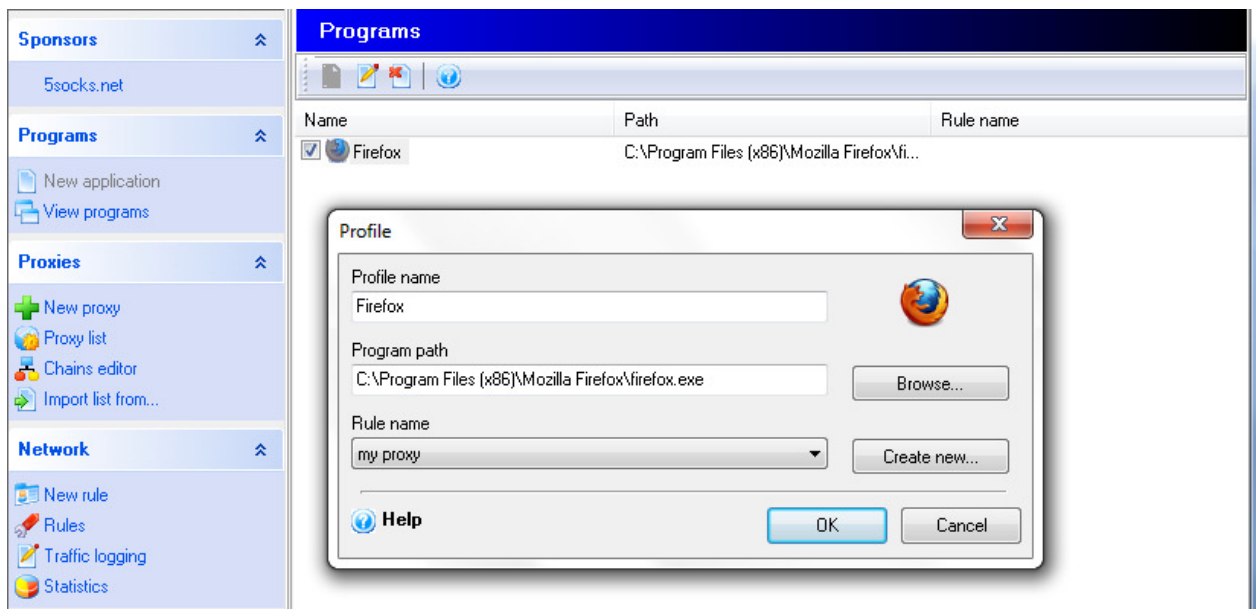 Sponsors
5socks.net
Programs
New application
View programs
Proxies
New proxy
Proxy list
Chains editor
Import list from...
Network
New rule
Rules
Traffic logging
Statistics
Programs
Name Path Rule name
Firefox C:\Program Files (x86)\Mozilla Firefox\fi...
Profile
Profile name
Firefox
Program path
C:\Program Files (x86)\Mozilla Firefox\firefox.exe
Browse...
Rule name
my proxy
Create new...
Help
OK
Cancel